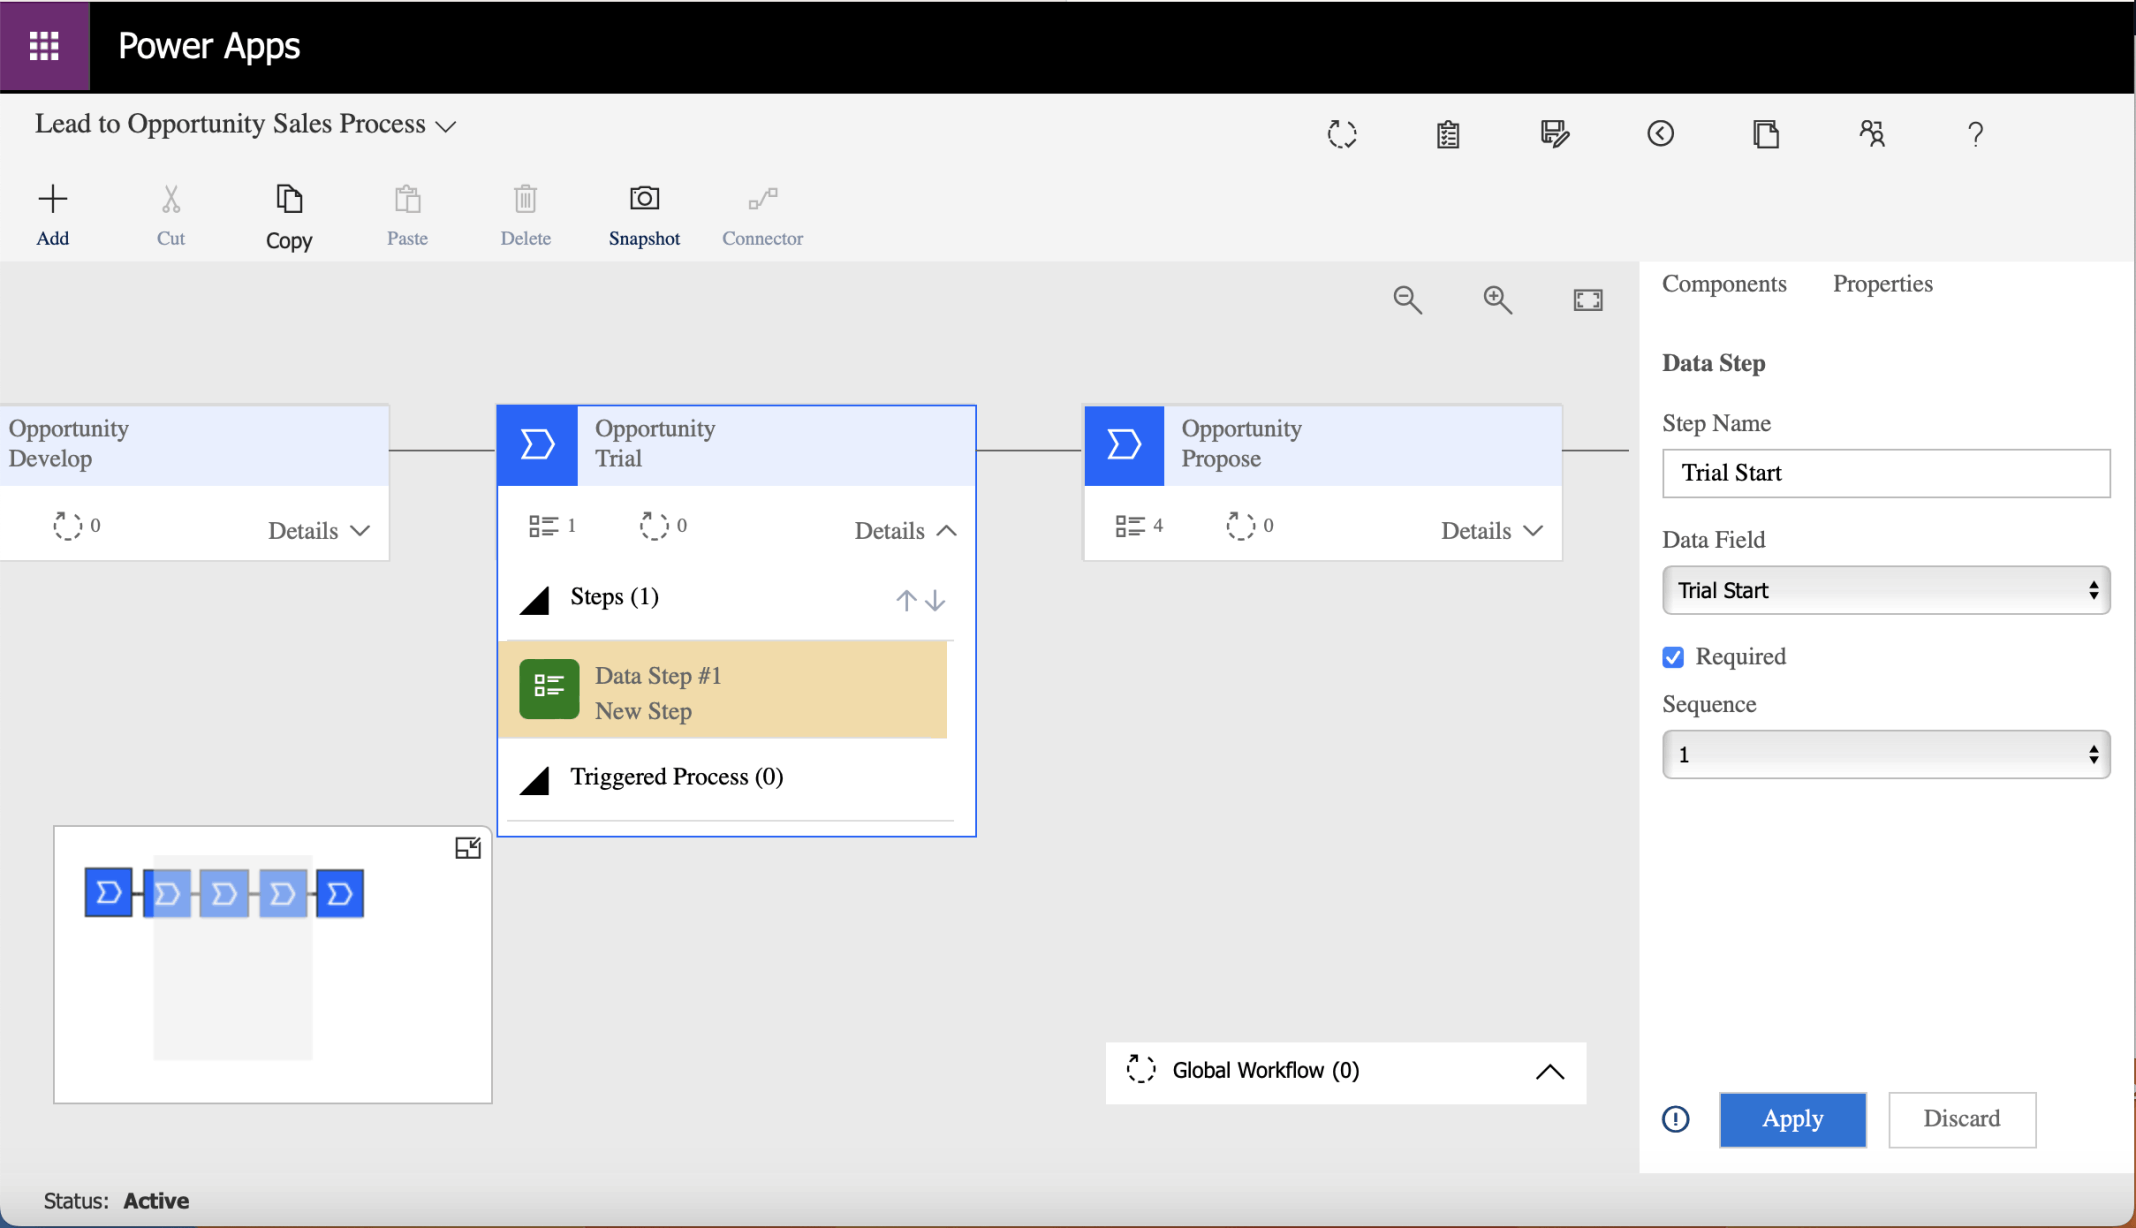 Power Apps
Lead to Opportunity Sales Process
?
Add
Cut
Copy
Paste
Delete
Snapshot
Connector
Components
Properties
Data Step
Step Name
Trial Start
Data Field
Trial Start
Required
Sequence
1
Opportunity
Develop
0
Details
Opportunity
Trial
1
0
Details
Steps (1)
Data Step #1
New Step
Triggered Process (0)
Opportunity
Propose
4
0
Details
Global Workflow (0)
Apply
Discard
Status: Active